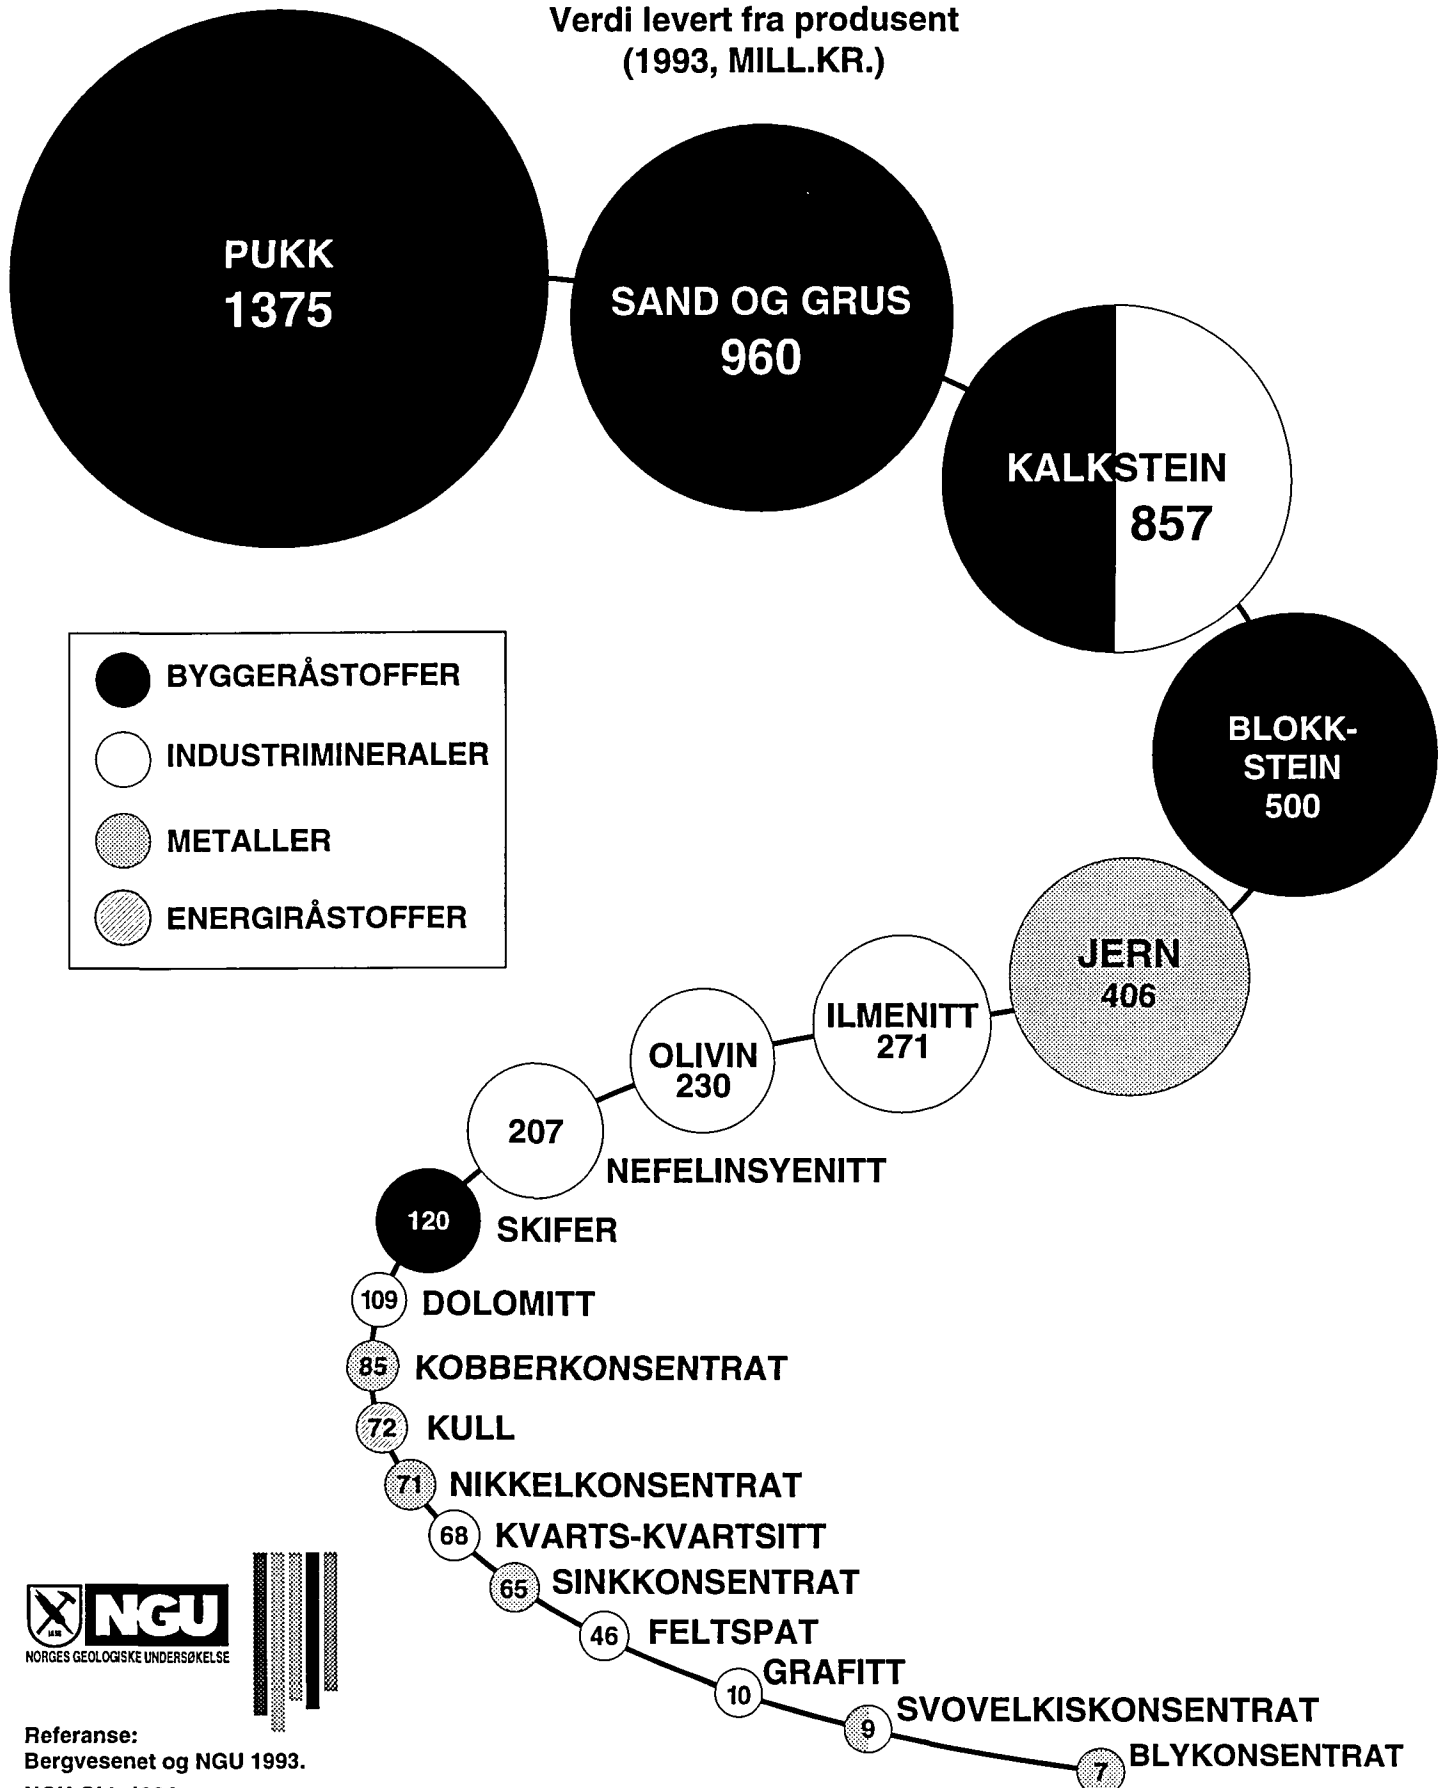 Verdi levert fra produsent
(1993, MILL.KR.)
PUKK
1375
SAND OG GRUS
960
KALKSTEIN
857
BLOKK-
STEIN
500
BYGGERÅSTOFFER
INDUSTRIMINERALER
METALLER
ENERGIRÅSTOFFER
JERN
406
ILMENITT
271
OLIVIN
230
207
NEFELINSYENITT
120
SKIFER
109
DOLOMITT
85
KOBBERKONSENTRAT
72
KULL
71
NIKKELKONSENTRAT
68
KVARTS-KVARTSITT
65
SINKKONSENTRAT
46
FELTSPAT
10
GRAFITT
9
SVOVELKISKONSENTRAT
7
BLYKONSENTRAT
NGU
NORGES GEOLOGISKE UNDERSØKELSE
Referanse:
Bergvesenet og NGU 1993.